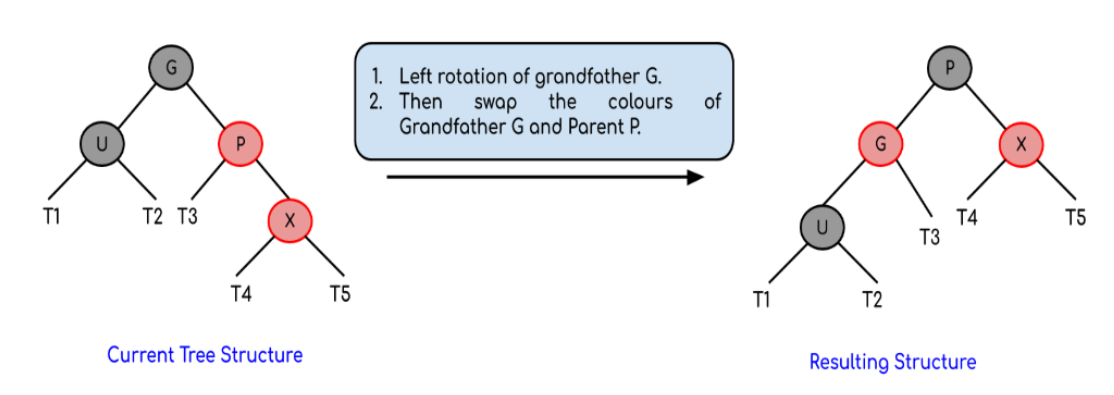 G
U
P
X
T1
T2
T3
T4
T5
Current Tree Structure
1. Left rotation of grandfather G.
2. Then swap the colours of
Grandfather G and Parent P.
P
G
X
U
T3
T4
T5
T1
T2
Resulting Structure